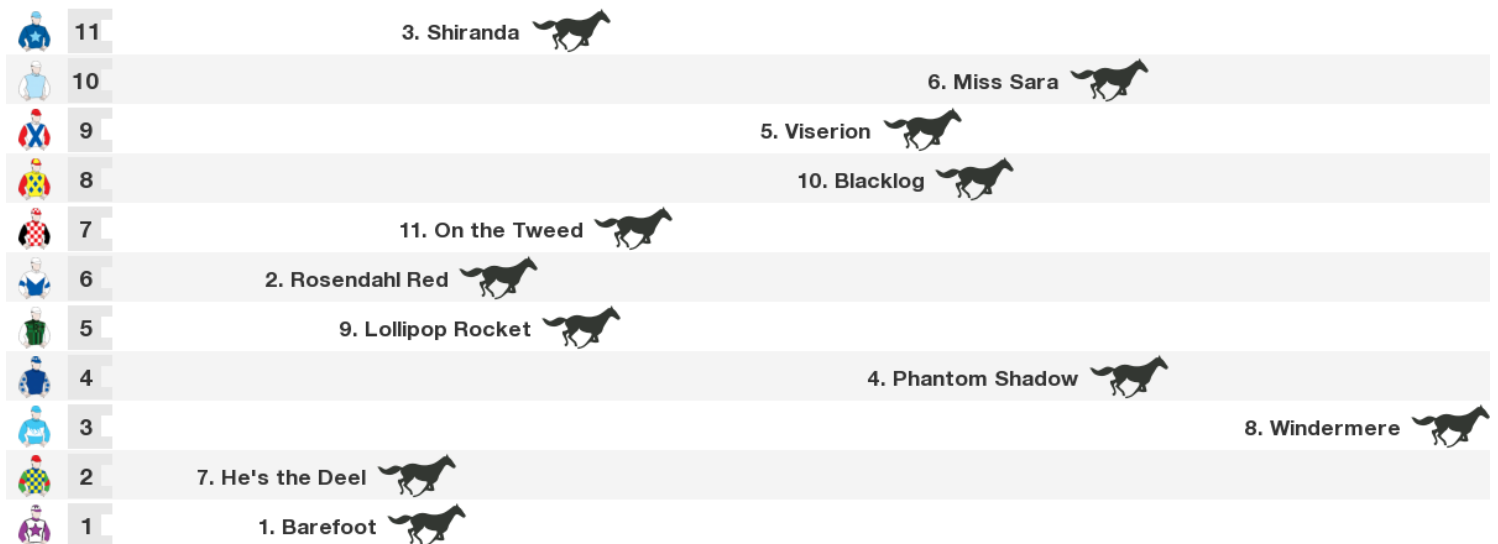 11 3. Shiranda
10 6. Miss Sara
9 5. Viserion
8 10. Blacklog
7 11. On the Tweed
6 2. Rosendahl Red
5 9. Lollipop Rocket
4 4. Phantom Shadow
3 8. Windermere
2 7. He's the Deel
1 1. Barefoot